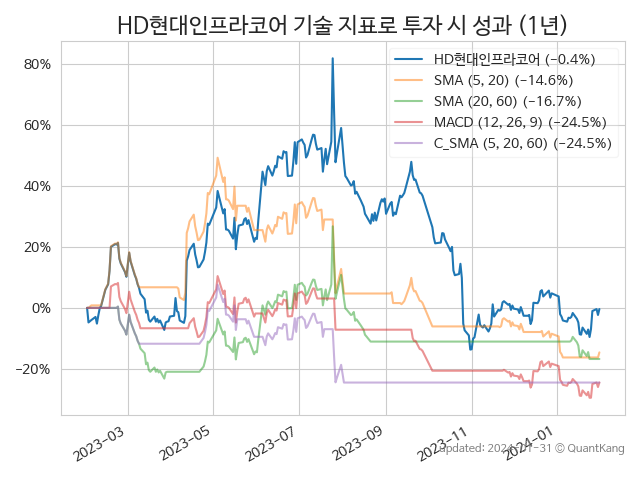 HD현대인프라코어 기술 지표로 투자 시 성과 (1년)
HD현대인프라코어 (−0.4%)
SMA (5, 20) (−14.6%)
SMA (20, 60) (−16.7%)
MACD (12, 26, 9) (−24.5%)
C_SMA (5, 20, 60) (−24.5%)
80%
60%
40%
20%
0%
−20%
2023-03
2023-05
2023-07
2023-09
2023-11
2024-01
updated: 2024-01-31 © QuantKang